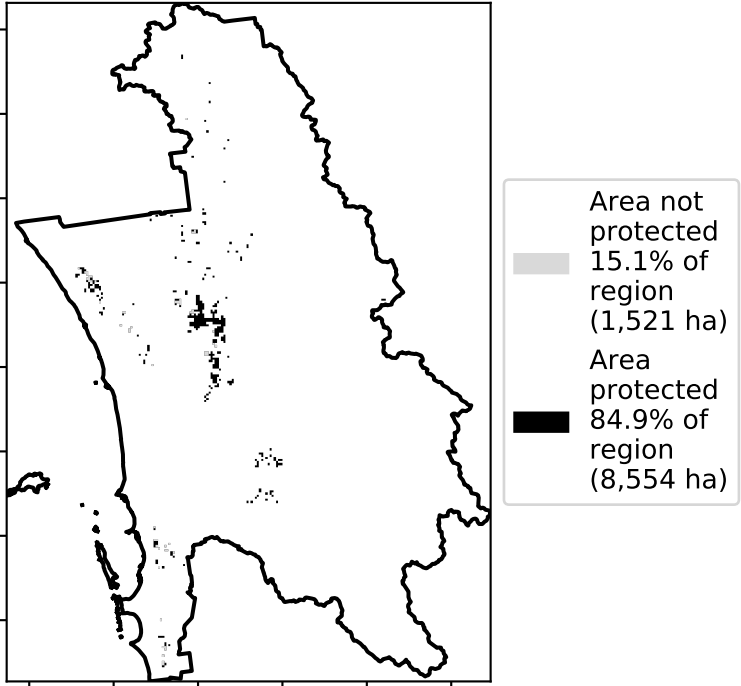 Area not
protected
15.1% of
region
(1,521 ha)
Area
protected
84.9% of
region
(8,554 ha)